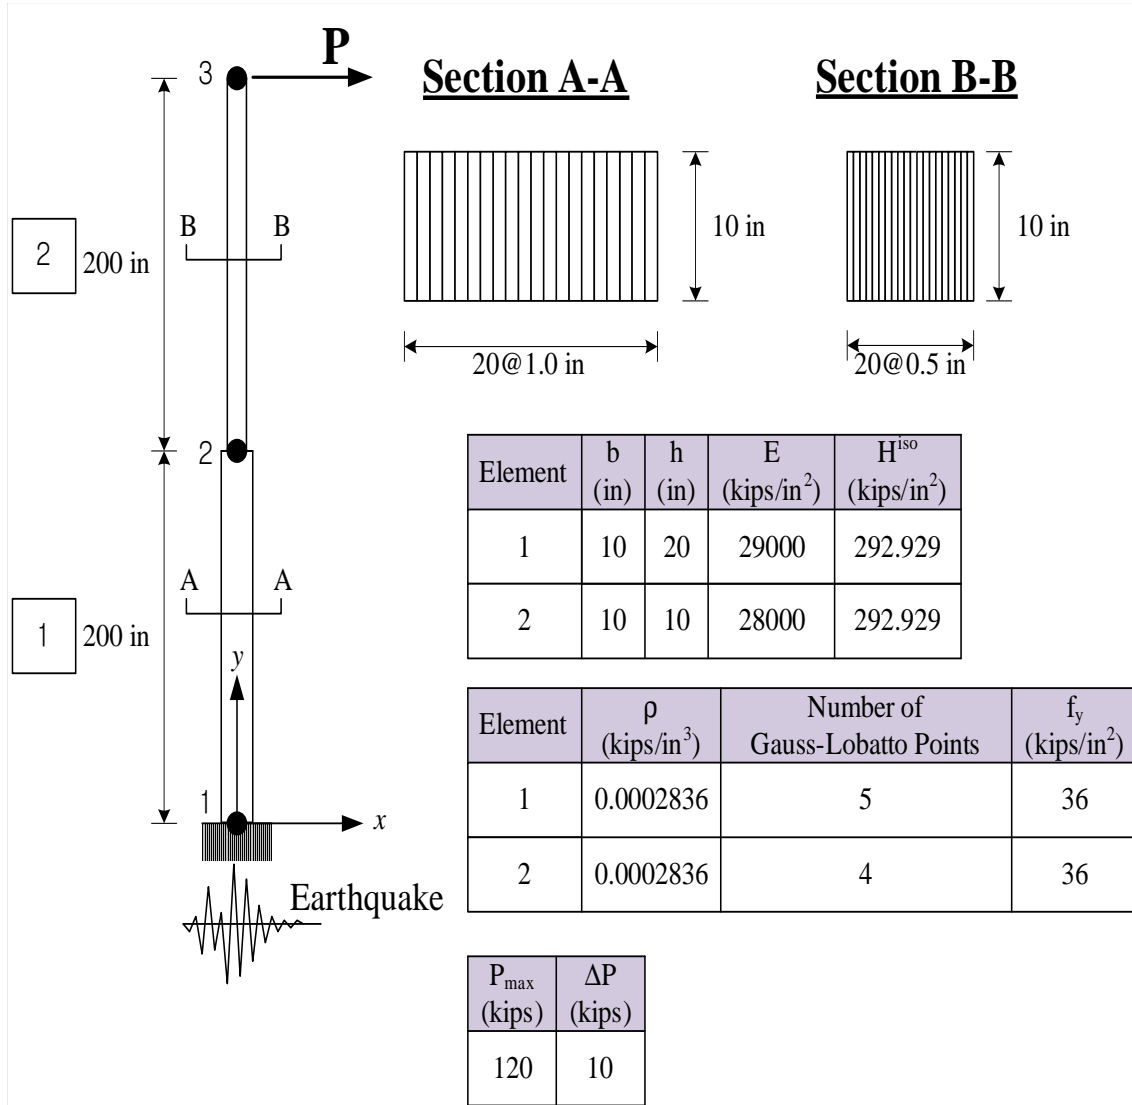 3
P
Section A-A
Section B-B
B B
10 in
10 in
2
200 in
20@1.0 in
20@0.5 in
2
Element b (in) h (in) E (kips/in²) Hⁱˢᵒ (kips/in²)
1 10 20 29000 292.929
2 10 10 28000 292.929
A A
1
200 in
y
Element ρ (kips/in³) Number of Gauss-Lobatto Points f_y (kips/in²)
1 0.0002836 5 36
2 0.0002836 4 36
1
x
Earthquake
P_max (kips) ΔP (kips)
120 10